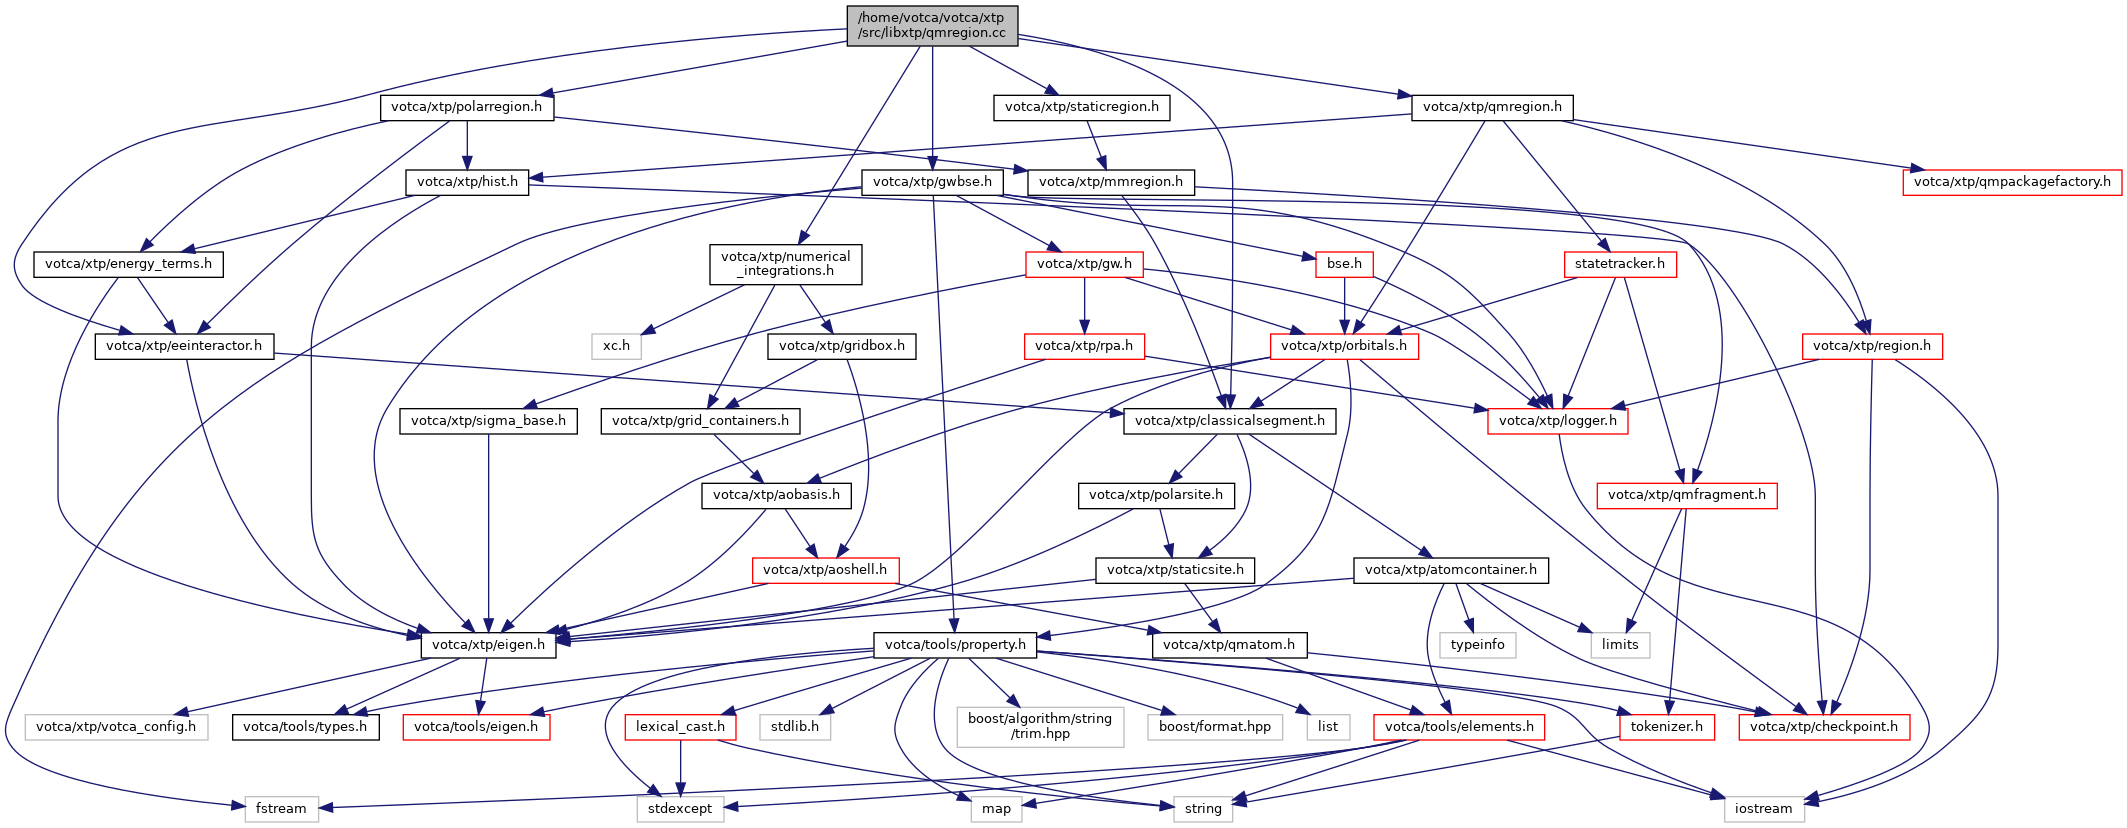 /home/votca/votca/xtp
/src/libxtp/qmregion.cc
votca/xtp/polarregion.h
votca/xtp/staticregion.h
votca/xtp/qmregion.h
votca/xtp/hist.h
votca/xtp/gwbse.h
votca/xtp/mmregion.h
votca/xtp/qmpackagefactory.h
votca/xtp/energy_terms.h
votca/xtp/numerical
_integrations.h
votca/xtp/gw.h
bse.h
statetracker.h
votca/xtp/eeinteractor.h
xc.h
votca/xtp/gridbox.h
votca/xtp/rpa.h
votca/xtp/orbitals.h
votca/xtp/region.h
votca/xtp/sigma_base.h
votca/xtp/grid_containers.h
votca/xtp/classicalsegment.h
votca/xtp/logger.h
votca/xtp/aobasis.h
votca/xtp/polarsite.h
votca/xtp/qmfragment.h
votca/xtp/aoshell.h
votca/xtp/staticsite.h
votca/xtp/atomcontainer.h
votca/xtp/eigen.h
votca/tools/property.h
votca/xtp/qmatom.h
typeinfo
limits
votca/xtp/votca_config.h
votca/tools/types.h
votca/tools/eigen.h
lexical_cast.h
stdlib.h
boost/algorithm/string
/trim.hpp
boost/format.hpp
list
votca/tools/elements.h
tokenizer.h
votca/xtp/checkpoint.h
fstream
stdexcept
map
string
iostream